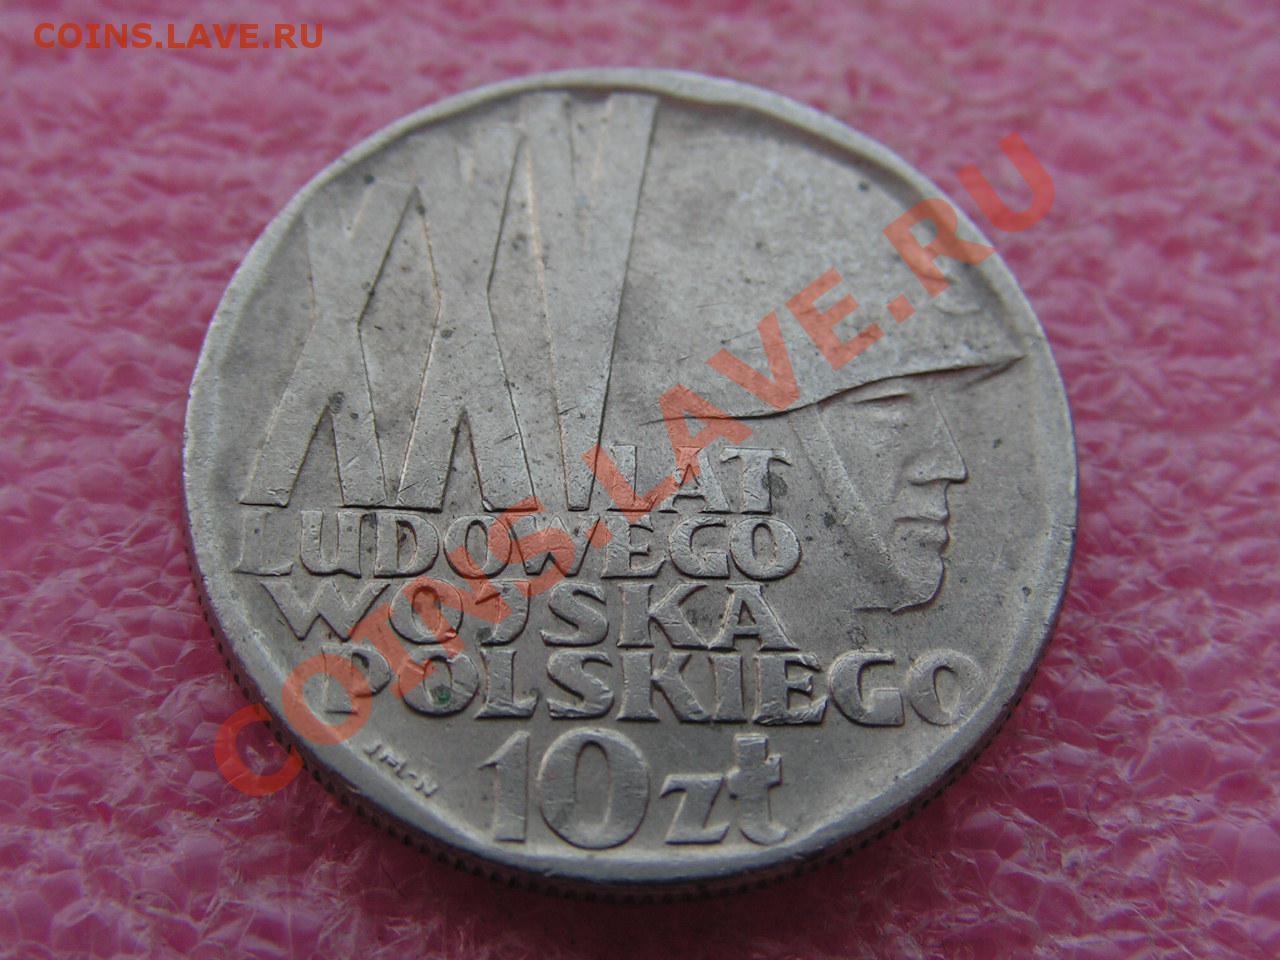 COINS.LAVE.RU
XXV LAT
LUDOWEGO
WOJSKA
POLSKIEGO
10 zł
COINS.LAVE.RU